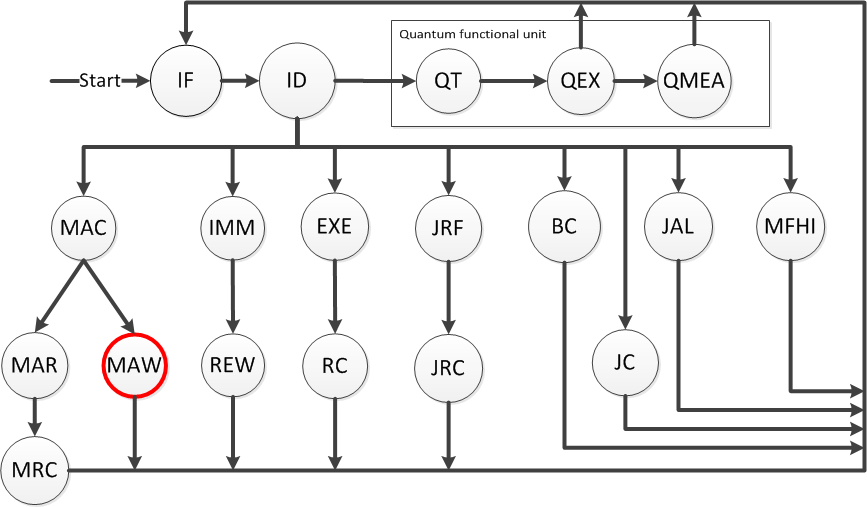 Quantum functional unit
Start
IF
ID
QT
QEX
QMEA
MAC
IMM
EXE
JRF
BC
JAL
MFHI
MAR
MAW
REW
RC
JRC
JC
MRC